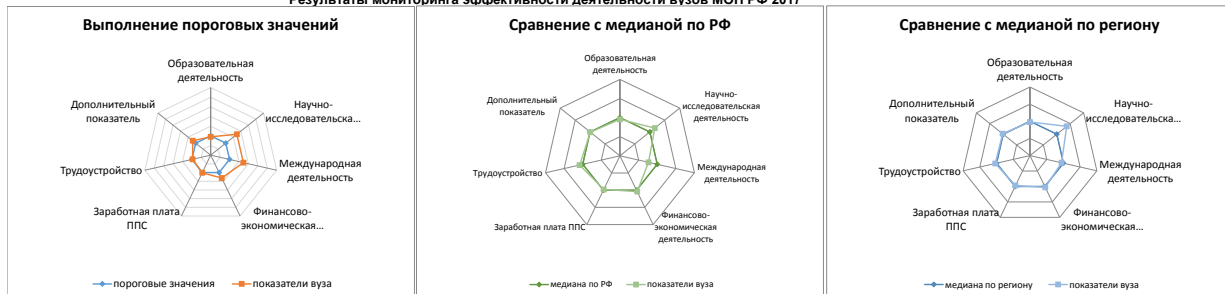 Результаты мониторинга эффективности деятельности вузов МОН РФ 2017
Выполнение пороговых значений
Образовательная
деятельность
Научно-
исследовательска...
Международная
деятельность
Финансово-
экономическая...
Заработная плата
ППС
Трудоустройство
Дополнительный
показатель
пороговые значения
показатели вуза
Сравнение с медианой по РФ
Образовательная
деятельность
Научно-
исследовательская
деятельность
Международная
деятельность
Финансово-
экономическая
деятельность
Заработная плата ППС
Трудоустройство
Дополнительный
показатель
медиана по РФ
показатели вуза
Сравнение с медианой по региону
Образовательная
деятельность
Научно-
исследовательска...
Международная
деятельность
Финансово-
экономическая...
Заработная плата
ППС
Трудоустройство
Дополнительный
показатель
медиана по региону
показатели вуза